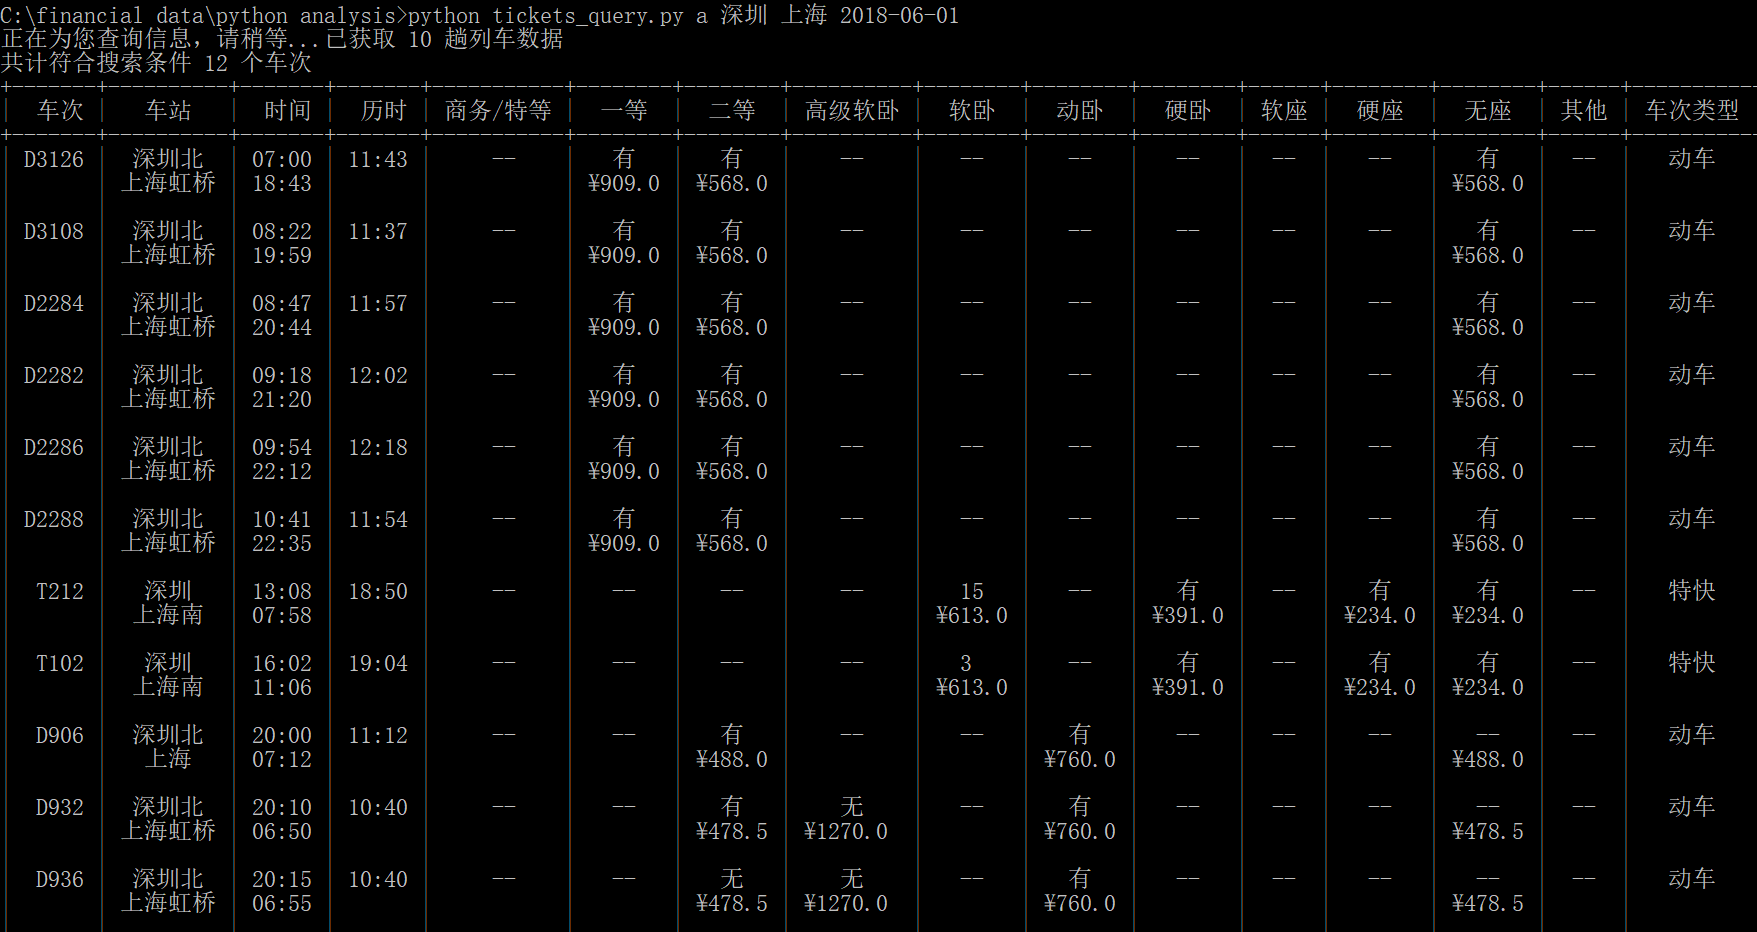 C:\financial data\python analysis>python tickets_query.py a 深圳 上海 2018-06-01
正在为您查询信息，请稍等...已获取 10 趟列车数据
共计符合搜索条件 12 个车次
车次 车站 时间 历时 商务/特等 一等 二等 高级软卧 软卧 动卧 硬卧 软座 硬座 无座 其他 车次类型
D3126 深圳北 07:00 11:43 -- 有 有 -- -- -- -- -- -- 有 -- 动车
上海虹桥 18:43 ¥909.0 ¥568.0 ¥568.0
D3108 深圳北 08:22 11:37 -- 有 有 -- -- -- -- -- -- 有 -- 动车
上海虹桥 19:59 ¥909.0 ¥568.0 ¥568.0
D2284 深圳北 08:47 11:57 -- 有 有 -- -- -- -- -- -- 有 -- 动车
上海虹桥 20:44 ¥909.0 ¥568.0 ¥568.0
D2282 深圳北 09:18 12:02 -- 有 有 -- -- -- -- -- -- 有 -- 动车
上海虹桥 21:20 ¥909.0 ¥568.0 ¥568.0
D2286 深圳北 09:54 12:18 -- 有 有 -- -- -- -- -- -- 有 -- 动车
上海虹桥 22:12 ¥909.0 ¥568.0 ¥568.0
D2288 深圳北 10:41 11:54 -- 有 有 -- -- -- -- -- -- 有 -- 动车
上海虹桥 22:35 ¥909.0 ¥568.0 ¥568.0
T212 深圳 13:08 18:50 -- -- -- -- 15 -- 有 -- 有 有 -- 特快
上海南 07:58 ¥613.0 ¥391.0 ¥234.0 ¥234.0
T102 深圳 16:02 19:04 -- -- -- -- 3 -- 有 -- 有 有 -- 特快
上海南 11:06 ¥613.0 ¥391.0 ¥234.0 ¥234.0
D906 深圳北 20:00 11:12 -- -- 有 -- -- 有 -- -- -- -- -- 动车
上海 07:12 ¥488.0 ¥760.0 ¥488.0
D932 深圳北 20:10 10:40 -- -- 有 无 -- 有 -- -- -- -- -- 动车
上海虹桥 06:50 ¥478.5 ¥1270.0 ¥760.0 ¥478.5
D936 深圳北 20:15 10:40 -- -- 无 无 -- 有 -- -- -- -- -- 动车
上海虹桥 06:55 ¥478.5 ¥1270.0 ¥760.0 ¥478.5